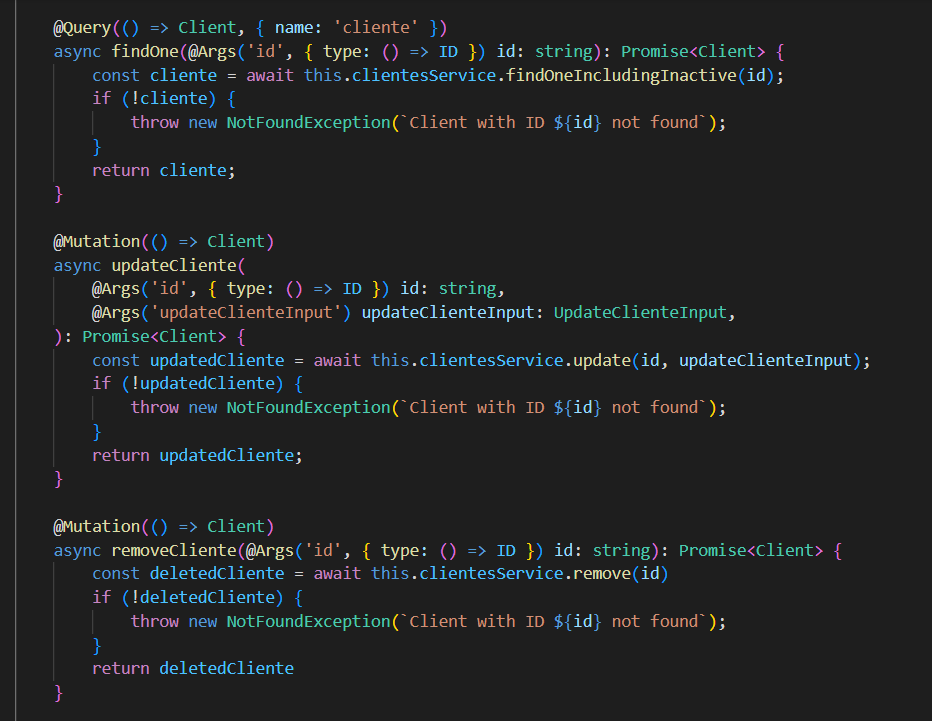 @Query(() => Client, { name: 'cliente' })
async findOne(@Args('id', { type: () => ID }) id: string): Promise<Client> {
const cliente = await this.clientesService.findOneIncludingInactive(id);
if (!cliente) {
throw new NotFoundException(`Client with ID ${id} not found`);
}
return cliente;
}
@Mutation(() => Client)
async updateCliente(
@Args('id', { type: () => ID }) id: string,
@Args('updateClienteInput') updateClienteInput: UpdateClienteInput,
): Promise<Client> {
const updatedCliente = await this.clientesService.update(id, updateClienteInput);
if (!updatedCliente) {
throw new NotFoundException(`Client with ID ${id} not found`);
}
return updatedCliente;
}
@Mutation(() => Client)
async removeCliente(@Args('id', { type: () => ID }) id: string): Promise<Client> {
const deletedCliente = await this.clientesService.remove(id)
if (!deletedCliente) {
throw new NotFoundException(`Client with ID ${id} not found`);
}
return deletedCliente
}